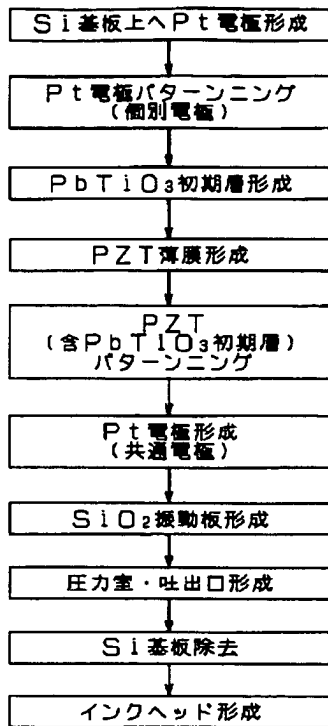 Si基板上へPt電極形成
Pt電極パターンニング
(個別電極)
PbTiO₃初期層形成
PZT薄膜形成
PZT
(含PbTiO₃初期層)
パターンニング
Pt電極形成
(共通電極)
SiO₂振動板形成
圧力室・吐出口形成
Si基板除去
インクヘッド形成